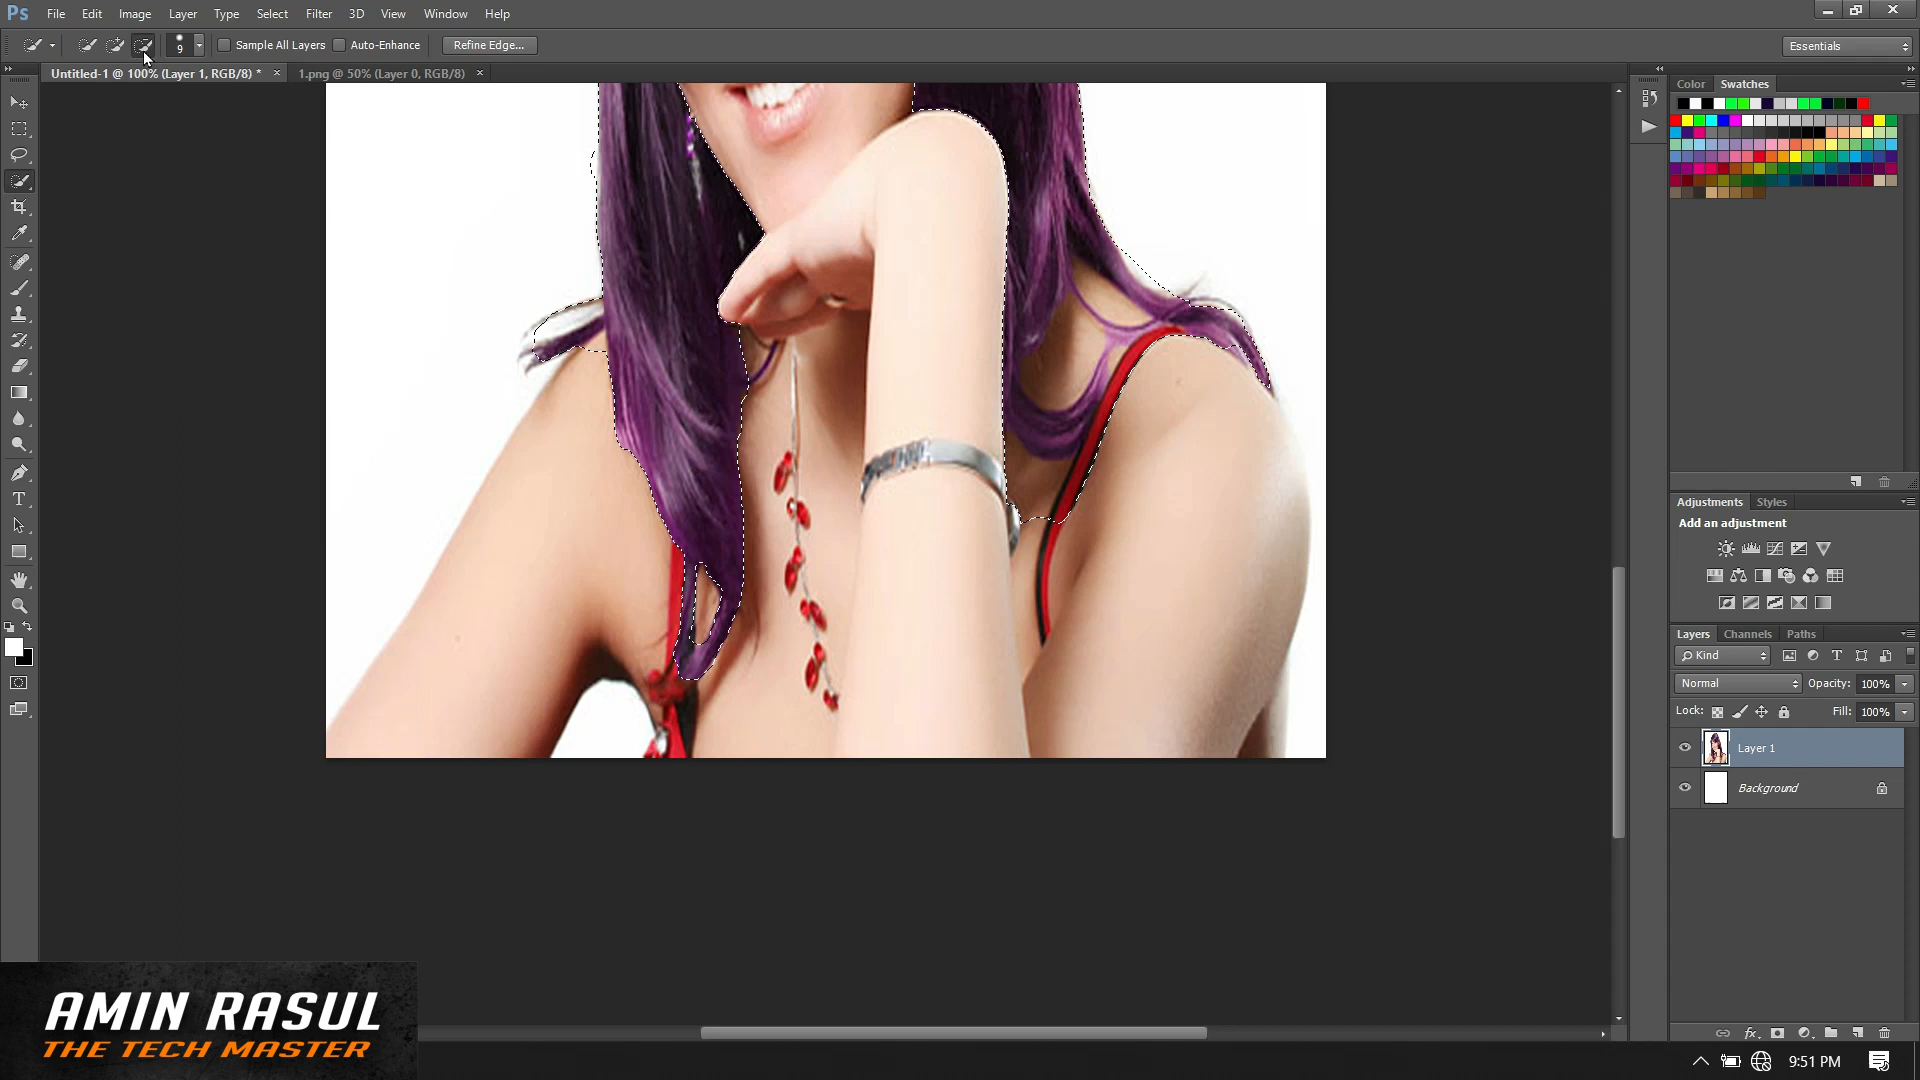 Ps File Edit Image Layer Type Select Filter 3D View Window Help
9 Sample All Layers Auto-Enhance Refine Edge... Essentials
Untitled-1 @ 100% (Layer 1, RGB/8) * × 1.png @ 50% (Layer 0, RGB/8) ×
Color Swatches
Adjustments Styles
Add an adjustment
Layers Channels Paths
Kind
Normal Opacity: 100%
Lock: Fill: 100%
Layer 1
Background
AMIN RASUL
THE TECH MASTER
9:51 PM